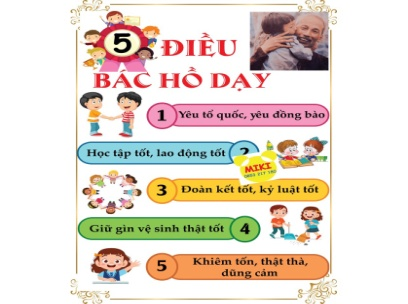 5 ĐIỀU
BÁC HỒ DẠY
1 Yêu tổ quốc, yêu đồng bào
Học tập tốt, lao động tốt 2
MIKI
3 Đoàn kết tốt, kỷ luật tốt
Giữ gìn vệ sinh thật tốt 4
5 Khiêm tốn, thật thà,
dũng cảm